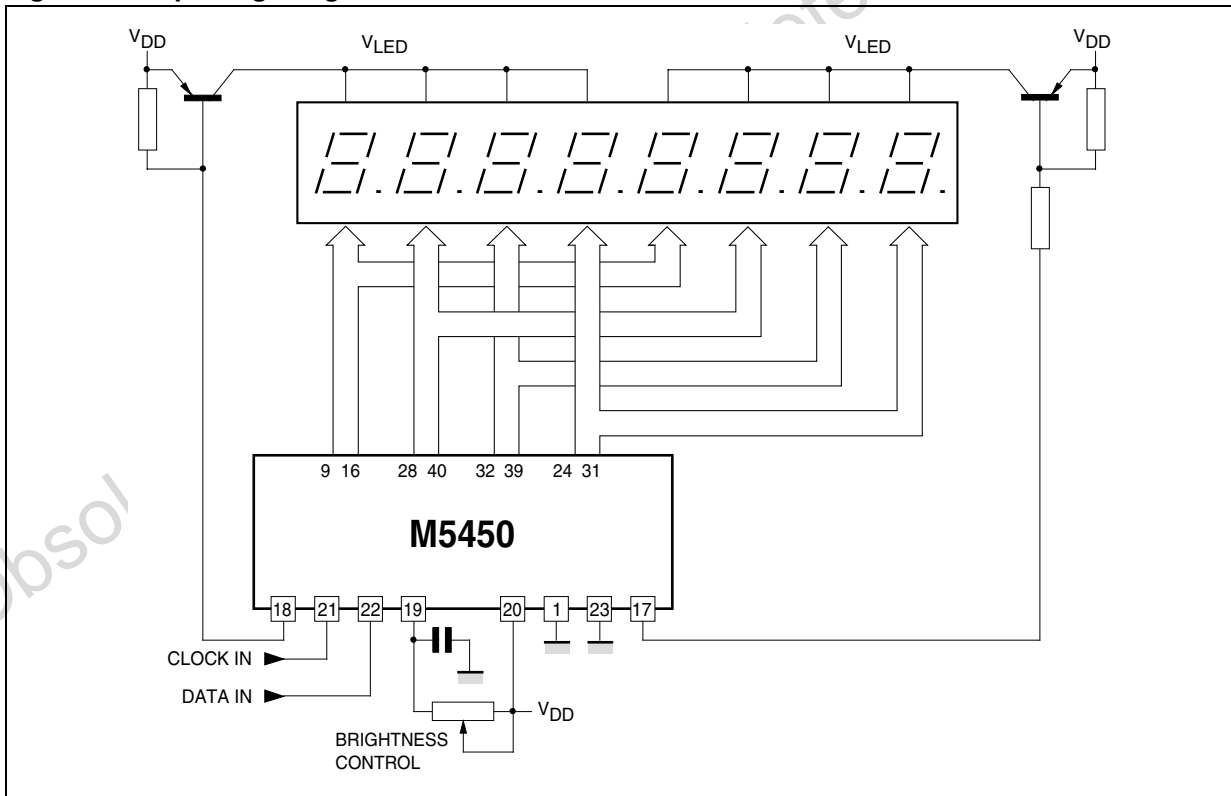 VDD VLED VLED VDD
9 16 28 40 32 39 24 31
M5450
18 21 22 19 20 1 23 17
CLOCK IN
DATA IN
VDD
BRIGHTNESS
CONTROL